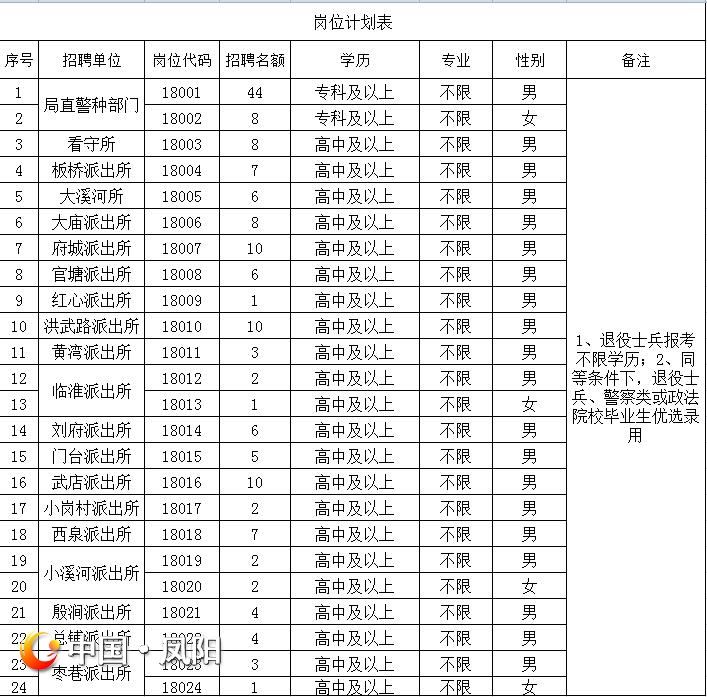 岗位计划表
序号 招聘单位 岗位代码 招聘名额 学历 专业 性别 备注
1 局直警种部门 18001 44 专科及以上 不限 男
2 18002 8 专科及以上 不限 女
3 看守所 18003 8 高中及以上 不限 男
4 板桥派出所 18004 7 高中及以上 不限 男
5 大溪河所 18005 6 高中及以上 不限 男
6 大庙派出所 18006 8 高中及以上 不限 男
7 府城派出所 18007 10 高中及以上 不限 男
8 官塘派出所 18008 6 高中及以上 不限 男
9 红心派出所 18009 1 高中及以上 不限 男
10 洪武路派出所 18010 10 高中及以上 不限 男
11 黄湾派出所 18011 3 高中及以上 不限 男
12 临淮派出所 18012 2 高中及以上 不限 男
13 18013 1 高中及以上 不限 女
14 刘府派出所 18014 6 高中及以上 不限 男
15 门台派出所 18015 5 高中及以上 不限 男
16 武店派出所 18016 10 高中及以上 不限 男
17 小岗村派出所 18017 2 高中及以上 不限 男
18 西泉派出所 18018 7 高中及以上 不限 男
19 小溪河派出所 18019 2 高中及以上 不限 男
20 18020 2 高中及以上 不限 女
21 殷涧派出所 18021 4 高中及以上 不限 男
22 总铺派出所 18022 4 高中及以上 不限 男
23 枣巷派出所 18023 3 高中及以上 不限 男
24 18024 1 高中及以上 不限 女
1、退役士兵报考
不限学历；2、同
等条件下，退役士
兵、警察类或政法
院校毕业生优选录
用
中国·凤阳